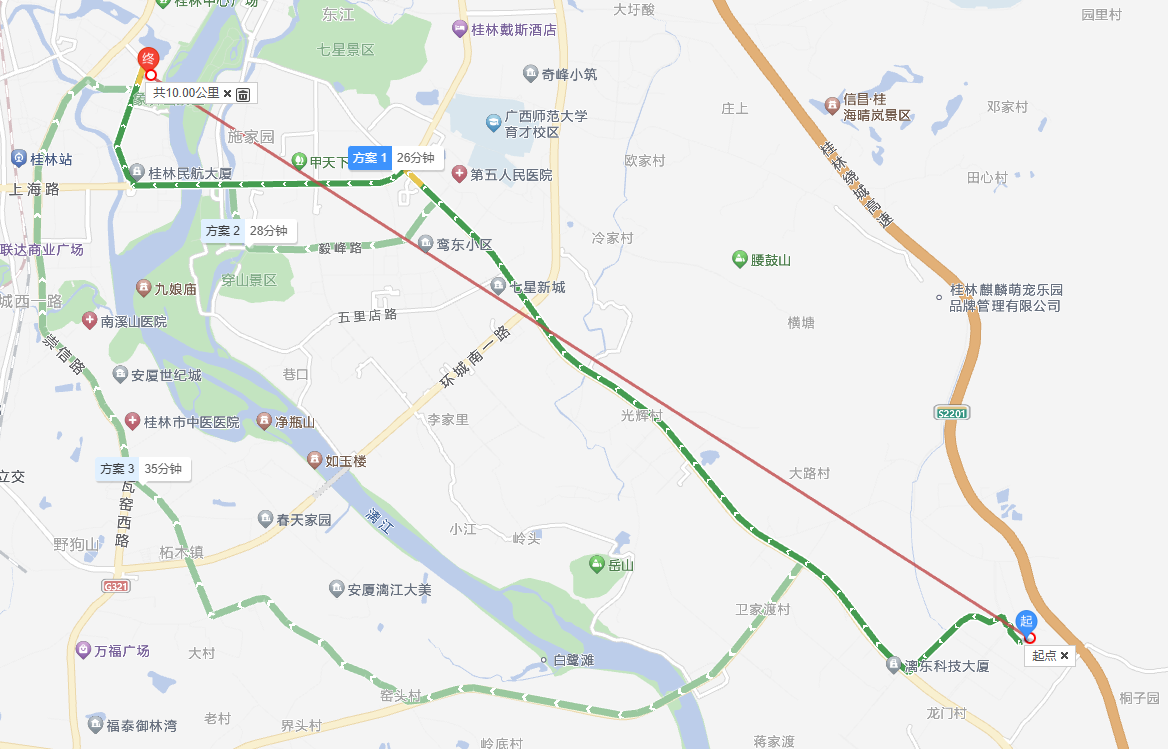 桂林中心广场
东江
大圩酸
园里村
桂林戴斯酒店
七星景区
终
奇峰小筑
共10.00公里
信昌·桂
海晴岚景区
邓家村
庄上
广西师范大学
育才校区
施家园
桂林站
甲天下
方案 1 26分钟
欧家村
桂林绕城高速
桂林民航大厦
第五人民医院
田心村
上海路
方案 2 28分钟
联达商业广场
毅峰路
鸾东小区
冷家村
腰鼓山
穿山景区
九娘庙
七星新城
桂林麒麟萌宠乐园
品牌管理有限公司
城西一路
南溪山医院
五里店路
横塘
崇信路
环城南一路
安厦世纪城
巷口
S2201
桂林市中医医院
净瓶山
李家里
光辉村
如玉楼
方案 3 35分钟
大路村
立交
瓦窑西路
春天家园
漓江
小江
岭头
野狗山
柘木镇
岳山
G321
安厦漓江大美
卫家渡村
起
万福广场
大村
白鹭滩
起点
漓东科技大厦
窑头村
桐子园
福泰御林湾
老村
界头村
龙门村
岭底村
蒋家渡